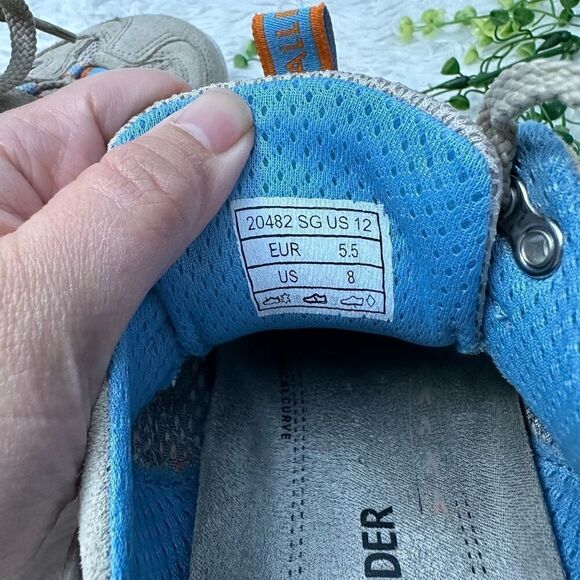 ALL
20482 SG US 12
EUR 5.5
US 8
CALCURVE
DER